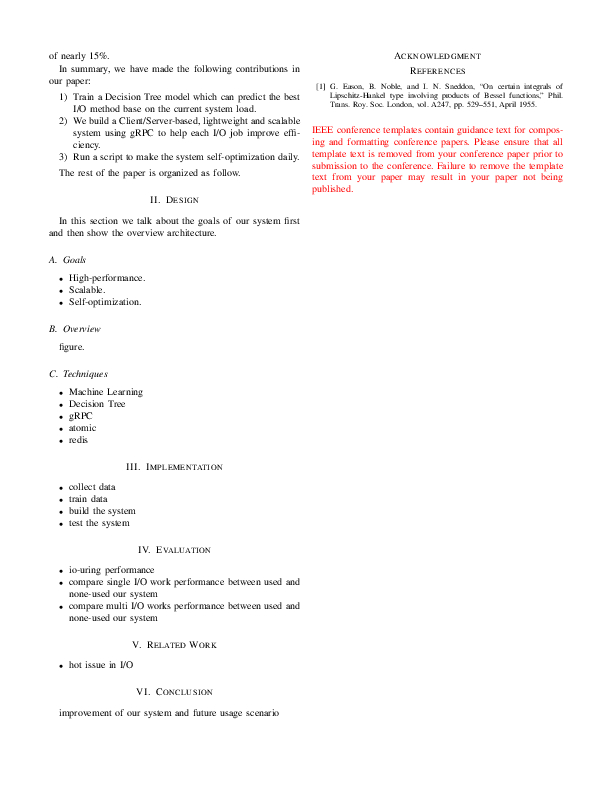 of nearly 15%.
In summary, we have made the following contributions in
our paper:
1) Train a Decision Tree model which can predict the best
I/O method base on the current system load.
2) We build a Client/Server-based, lightweight and scalable
system using gRPC to help each I/O job improve effi-
ciency.
3) Run a script to make the system self-optimization daily.
The rest of the paper is organized as follow.
II. Design
In this section we talk about the goals of our system first
and then show the overview architecture.
A. Goals
• High-performance.
• Scalable.
• Self-optimization.
B. Overview
figure.
C. Techniques
• Machine Learning
• Decision Tree
• gRPC
• atomic
• redis
III. Implementation
• collect data
• train data
• build the system
• test the system
IV. Evaluation
• io-uring performance
• compare single I/O work performance between used and
none-used our system
• compare multi I/O works performance between used and
none-used our system
V. Related Work
• hot issue in I/O
VI. Conclusion
improvement of our system and future usage scenario
Acknowledgment
References
[1] G. Eason, B. Noble, and I. N. Sneddon, “On certain integrals of
Lipschitz-Hankel type involving products of Bessel functions,” Phil.
Trans. Roy. Soc. London, vol. A247, pp. 529–551, April 1955.
IEEE conference templates contain guidance text for compos-
ing and formatting conference papers. Please ensure that all
template text is removed from your conference paper prior to
submission to the conference. Failure to remove the template
text from your paper may result in your paper not being
published.